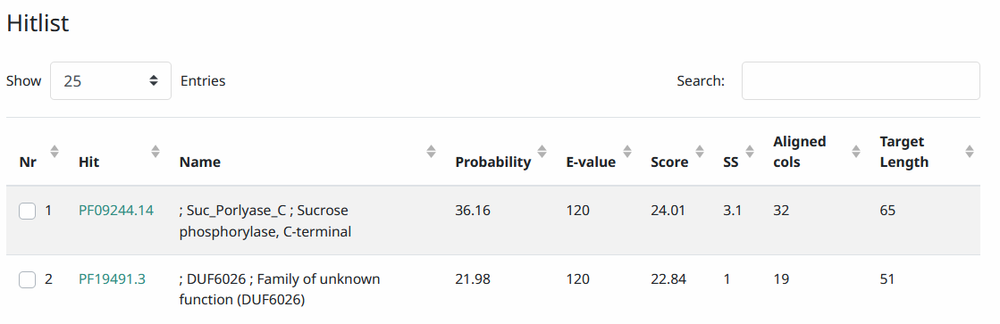 Hitlist
Show 25 Entries Search:
Nr Hit Name Probability E-value Score SS Aligned cols Target Length
1 PF09244.14 ; Suc_Porlyase_C ; Sucrose 36.16 120 24.01 3.1 32 65
phosphorylase, C-terminal
2 PF19491.3 ; DUF6026 ; Family of unknown 21.98 120 22.84 1 19 51
function (DUF6026)